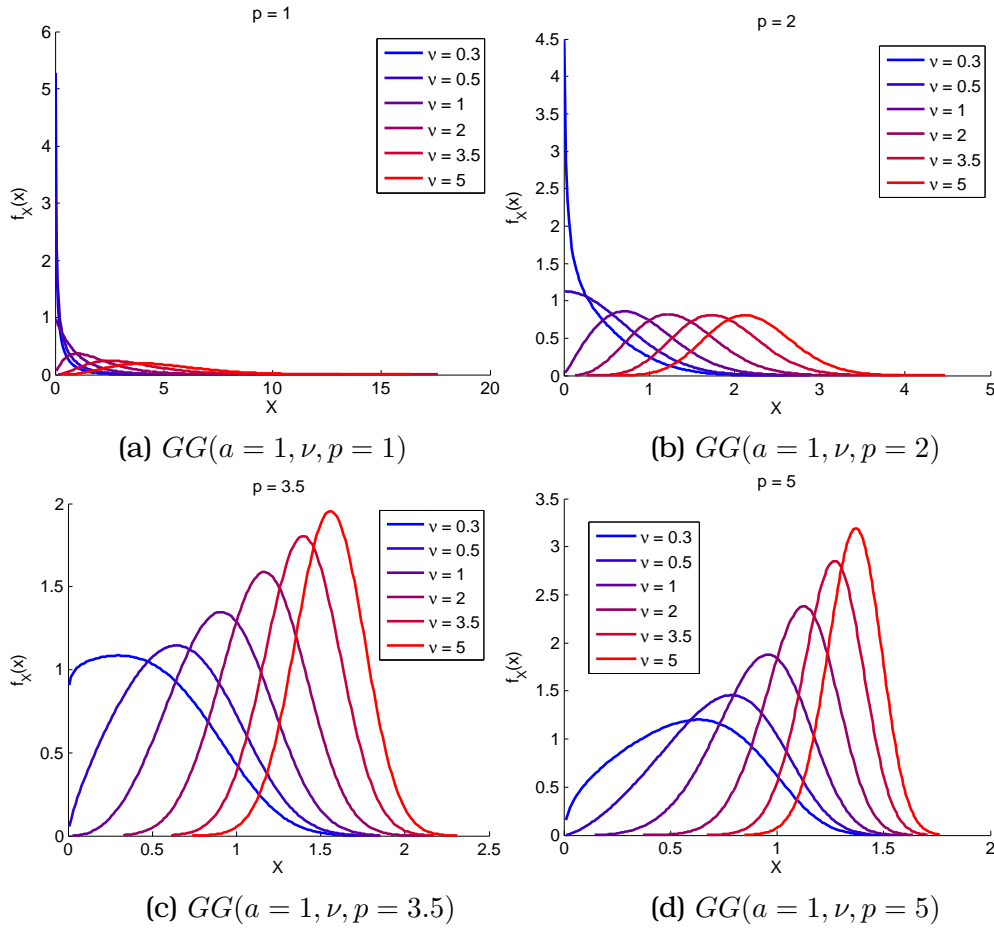 p = 1
6
5
4
3
2
1
0
0 5 10 15 20
f_X(x)
X
ν = 0.3
ν = 0.5
ν = 1
ν = 2
ν = 3.5
ν = 5
(a) GG(a = 1, ν, p = 1)
p = 2
4.5
4
3.5
3
2.5
2
1.5
1
0.5
0
0 1 2 3 4 5
f_X(x)
X
ν = 0.3
ν = 0.5
ν = 1
ν = 2
ν = 3.5
ν = 5
(b) GG(a = 1, ν, p = 2)
p = 3.5
2
1.5
1
0.5
0
0 0.5 1 1.5 2 2.5
f_X(x)
X
ν = 0.3
ν = 0.5
ν = 1
ν = 2
ν = 3.5
ν = 5
(c) GG(a = 1, ν, p = 3.5)
p = 5
3.5
3
2.5
2
1.5
1
0.5
0
0 0.5 1 1.5 2
f_X(x)
X
ν = 0.3
ν = 0.5
ν = 1
ν = 2
ν = 3.5
ν = 5
(d) GG(a = 1, ν, p = 5)